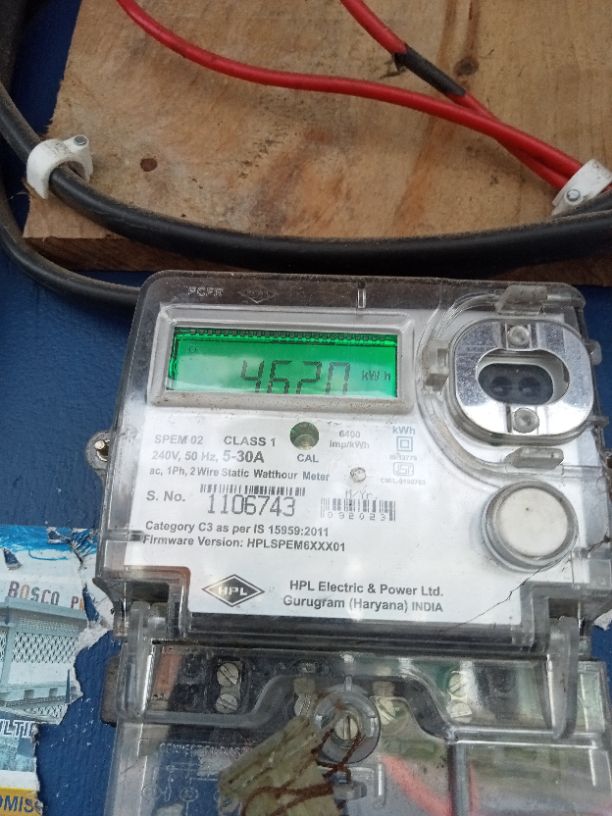 4620 kWh
SPEM 02 CLASS 1
6400 imp/kWh
kWh
240V, 50 Hz, 5-30A
CAL
ac, 1Ph, 2 Wire Static Watthour Meter
S. No. 1106743
M/Yr.
092023
Category C3 as per IS 15959:2011
Firmware Version: HPLSPEM6XXX01
HPL
HPL Electric & Power Ltd.
Gurugram (Haryana) INDIA
BOSCO P